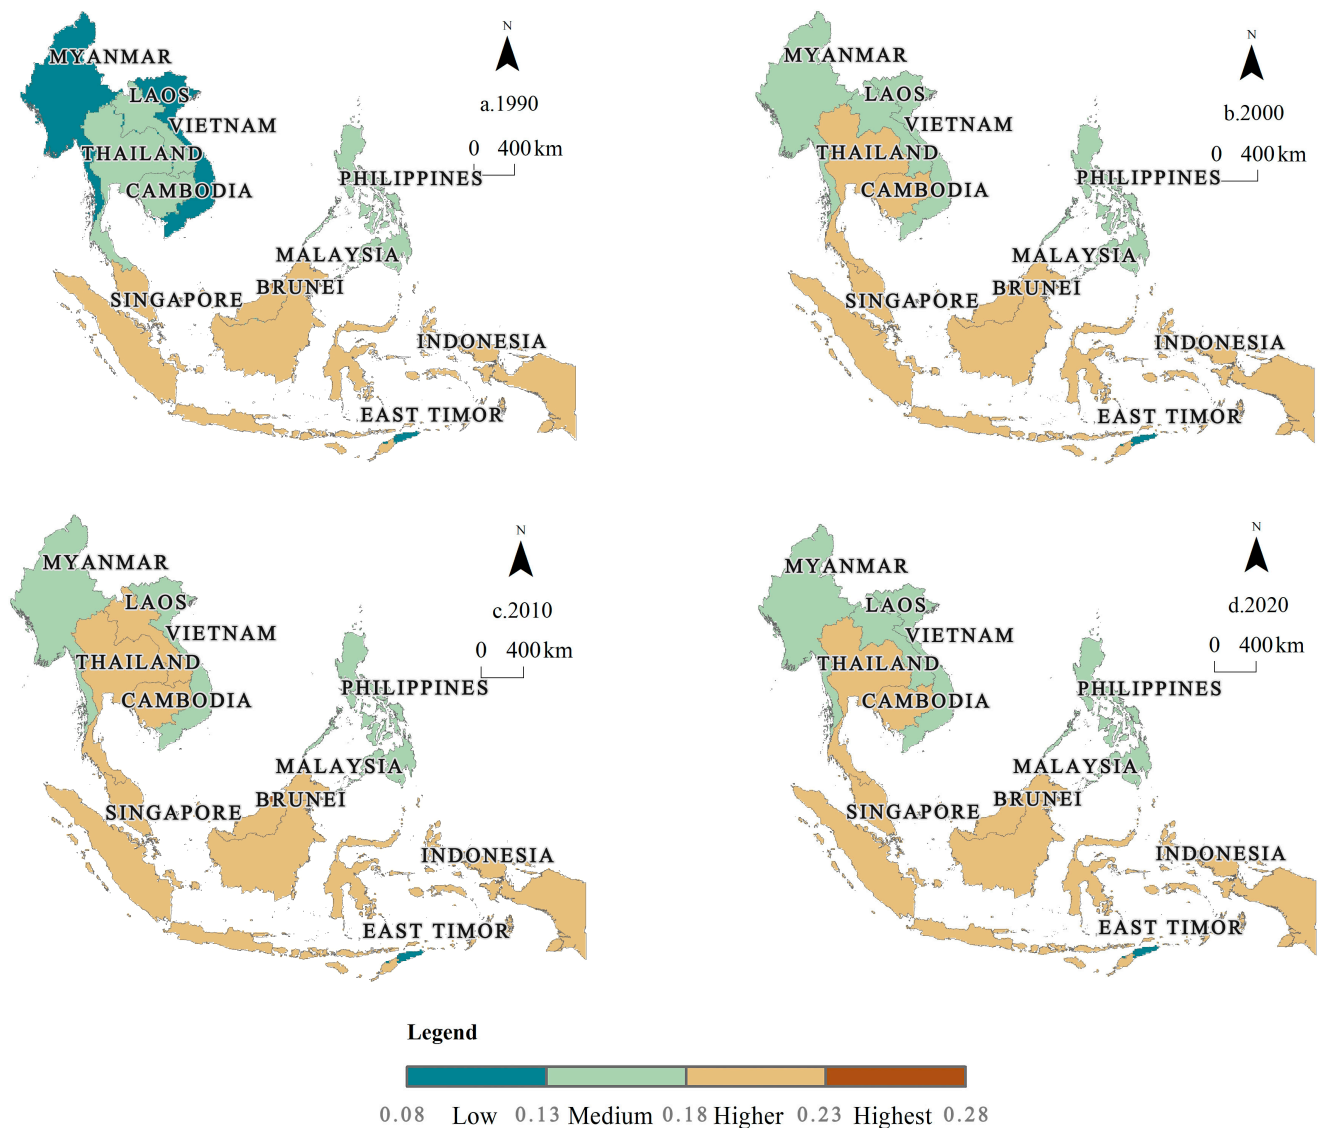 N
MYANMAR
LAOS
a.1990
VIETNAM
THAILAND
0 400 km
CAMBODIA
PHILIPPINES
MALAYSIA
BRUNEI
SINGAPORE
INDONESIA
EAST TIMOR
N
MYANMAR
LAOS
b.2000
VIETNAM
THAILAND
0 400 km
CAMBODIA
PHILIPPINES
MALAYSIA
BRUNEI
SINGAPORE
INDONESIA
EAST TIMOR
N
MYANMAR
LAOS
c.2010
VIETNAM
THAILAND
0 400 km
CAMBODIA
PHILIPPINES
MALAYSIA
BRUNEI
SINGAPORE
INDONESIA
EAST TIMOR
N
MYANMAR
LAOS
d.2020
VIETNAM
THAILAND
0 400 km
CAMBODIA
PHILIPPINES
MALAYSIA
BRUNEI
SINGAPORE
INDONESIA
EAST TIMOR
Legend
0.08 Low 0.13 Medium 0.18 Higher 0.23 Highest 0.28